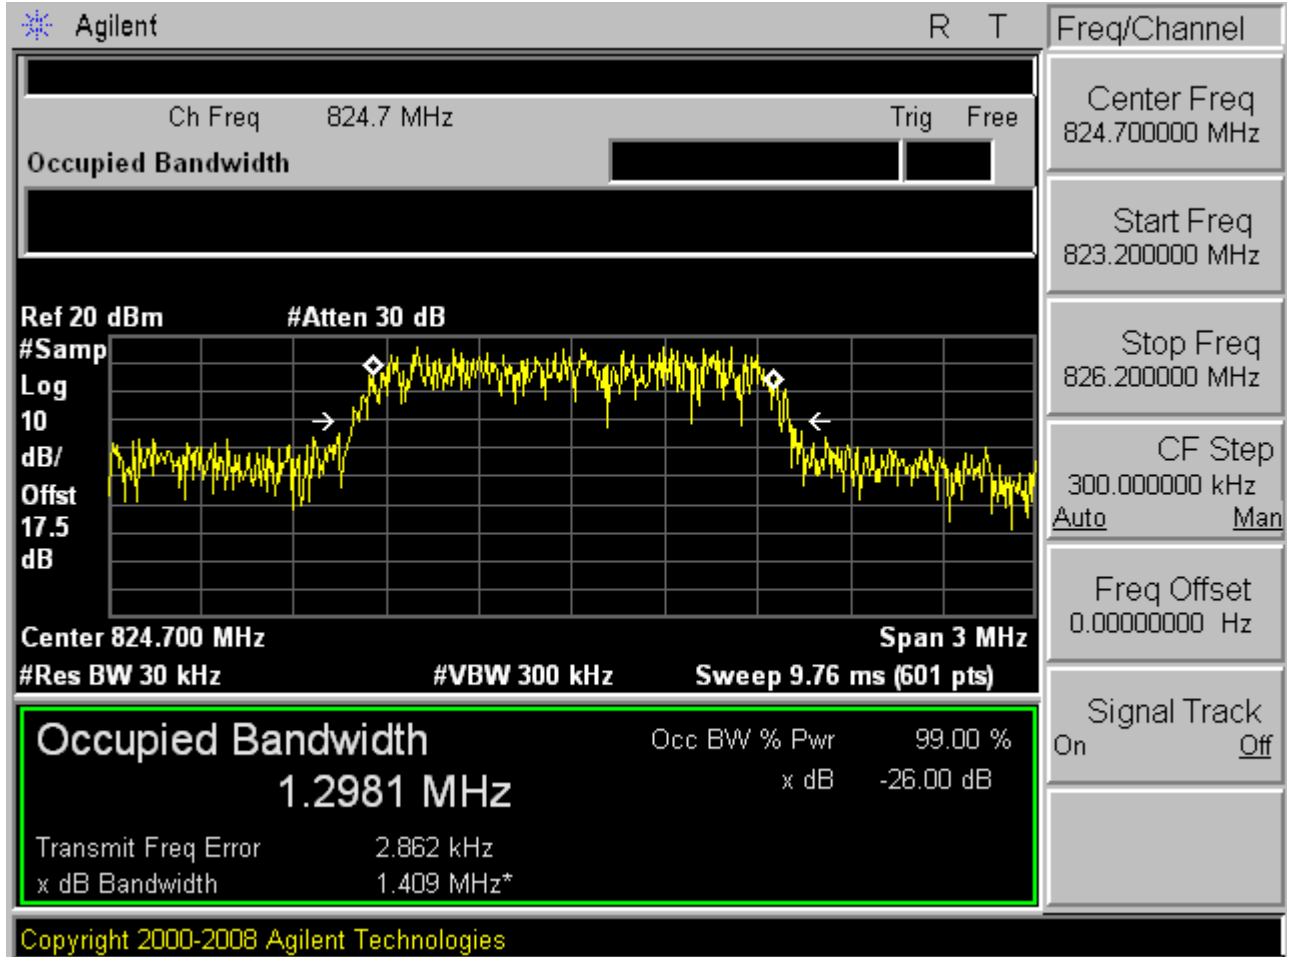 Agilent R T
Freq/Channel
Ch Freq 824.7 MHz Trig Free
Occupied Bandwidth
Center Freq
824.700000 MHz
Start Freq
823.200000 MHz
Stop Freq
826.200000 MHz
CF Step
300.000000 kHz
Auto Man
Freq Offset
0.00000000 Hz
Signal Track
On Off
Ref 20 dBm #Atten 30 dB
#Samp
Log
10
dB/
Offst
17.5
dB
Center 824.700 MHz Span 3 MHz
#Res BW 30 kHz #VBW 300 kHz Sweep 9.76 ms (601 pts)
Occupied Bandwidth Occ BW % Pwr 99.00 %
1.2981 MHz x dB -26.00 dB
Transmit Freq Error 2.862 kHz
x dB Bandwidth 1.409 MHz*
Copyright 2000-2008 Agilent Technologies